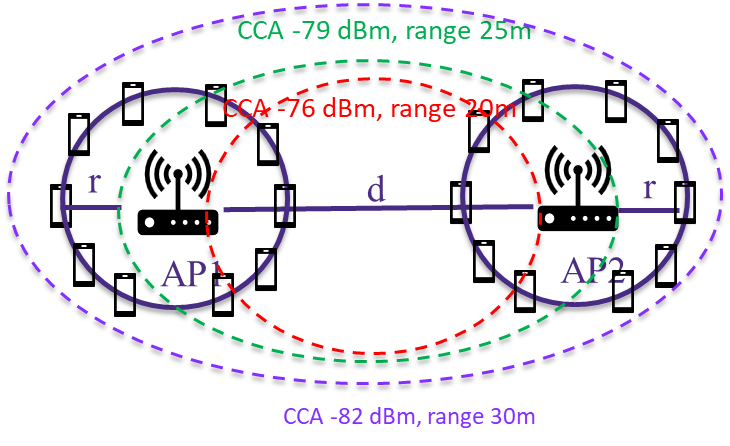 CCA -79 dBm, range 25m
CCA -76 dBm, range 20m
r
d
r
AP1
AP2
CCA -82 dBm, range 30m